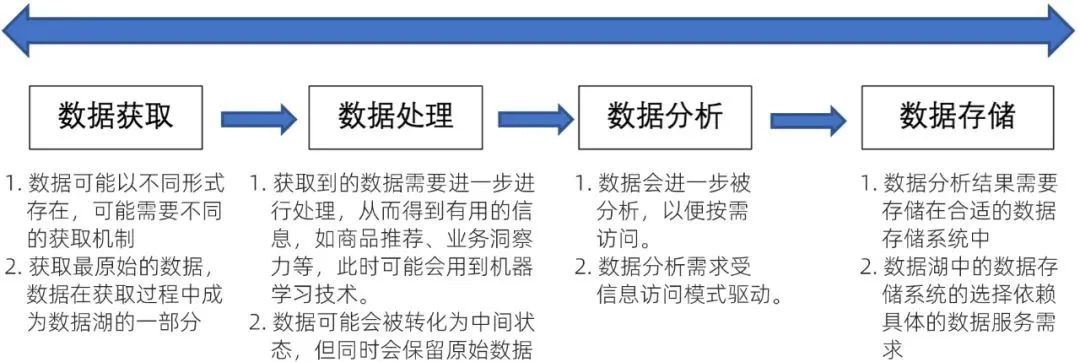 数据获取
数据处理
数据分析
数据存储
1. 数据可能以不同形式
存在，可能需要不同
的获取机制
2. 获取最原始的数据，
数据在获取过程中成
为数据湖的一部分
1. 获取到的数据需要进一步进
行处理，从而得到有用的信
息，如商品推荐、业务洞察
力等，此时可能会用到机器
学习技术。
2. 数据可能会被转化为中间状
态，但同时会保留原始数据
1. 数据会进一步被
分析，以便按需
访问。
2. 数据分析需求受
信息访问模式驱动。
1. 数据分析结果需要
存储在合适的数据
存储系统中
2. 数据湖中的数据存
储系统的选择依赖
具体的数据服务需
求